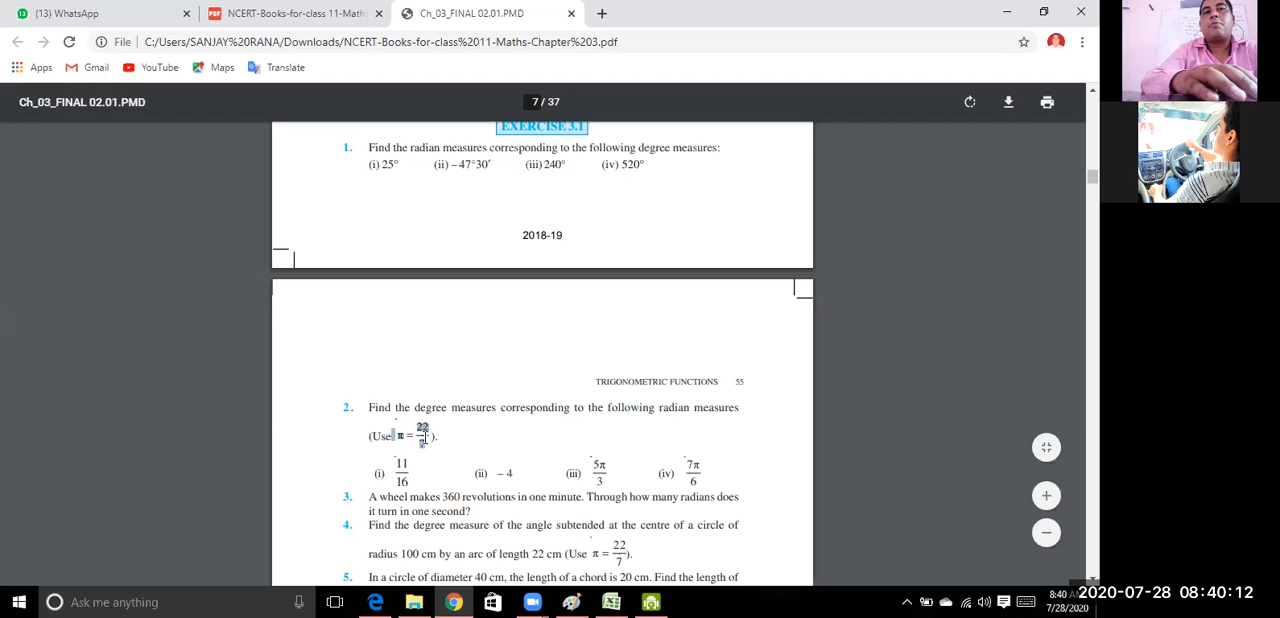 (13) WhatsApp
NCERT-Books-for-class 11-Math
Ch_03_FINAL 02.01.PMD
File
C:/Users/SANJAY%20RANA/Downloads/NCERT-Books-for-class%2011-Maths-Chapter%203.pdf
Apps
Gmail
YouTube
Maps
Translate
Ch_03_FINAL 02.01.PMD
7 / 37
EXERCISE 3.1
1. Find the radian measures corresponding to the following degree measures:
(i) 25° (ii) – 47°30′ (iii) 240° (iv) 520°
2018-19
TRIGONOMETRIC FUNCTIONS 55
2. Find the degree measures corresponding to the following radian measures
(Use π = 22/7).
(i) 11/16 (ii) – 4 (iii) 5π/3 (iv) 7π/6
3. A wheel makes 360 revolutions in one minute. Through how many radians does
it turn in one second?
4. Find the degree measure of the angle subtended at the centre of a circle of
radius 100 cm by an arc of length 22 cm (Use π = 22/7).
5. In a circle of diameter 40 cm, the length of a chord is 20 cm. Find the length of
Ask me anything
8:40
7/28/2020
2020-07-28 08:40:12